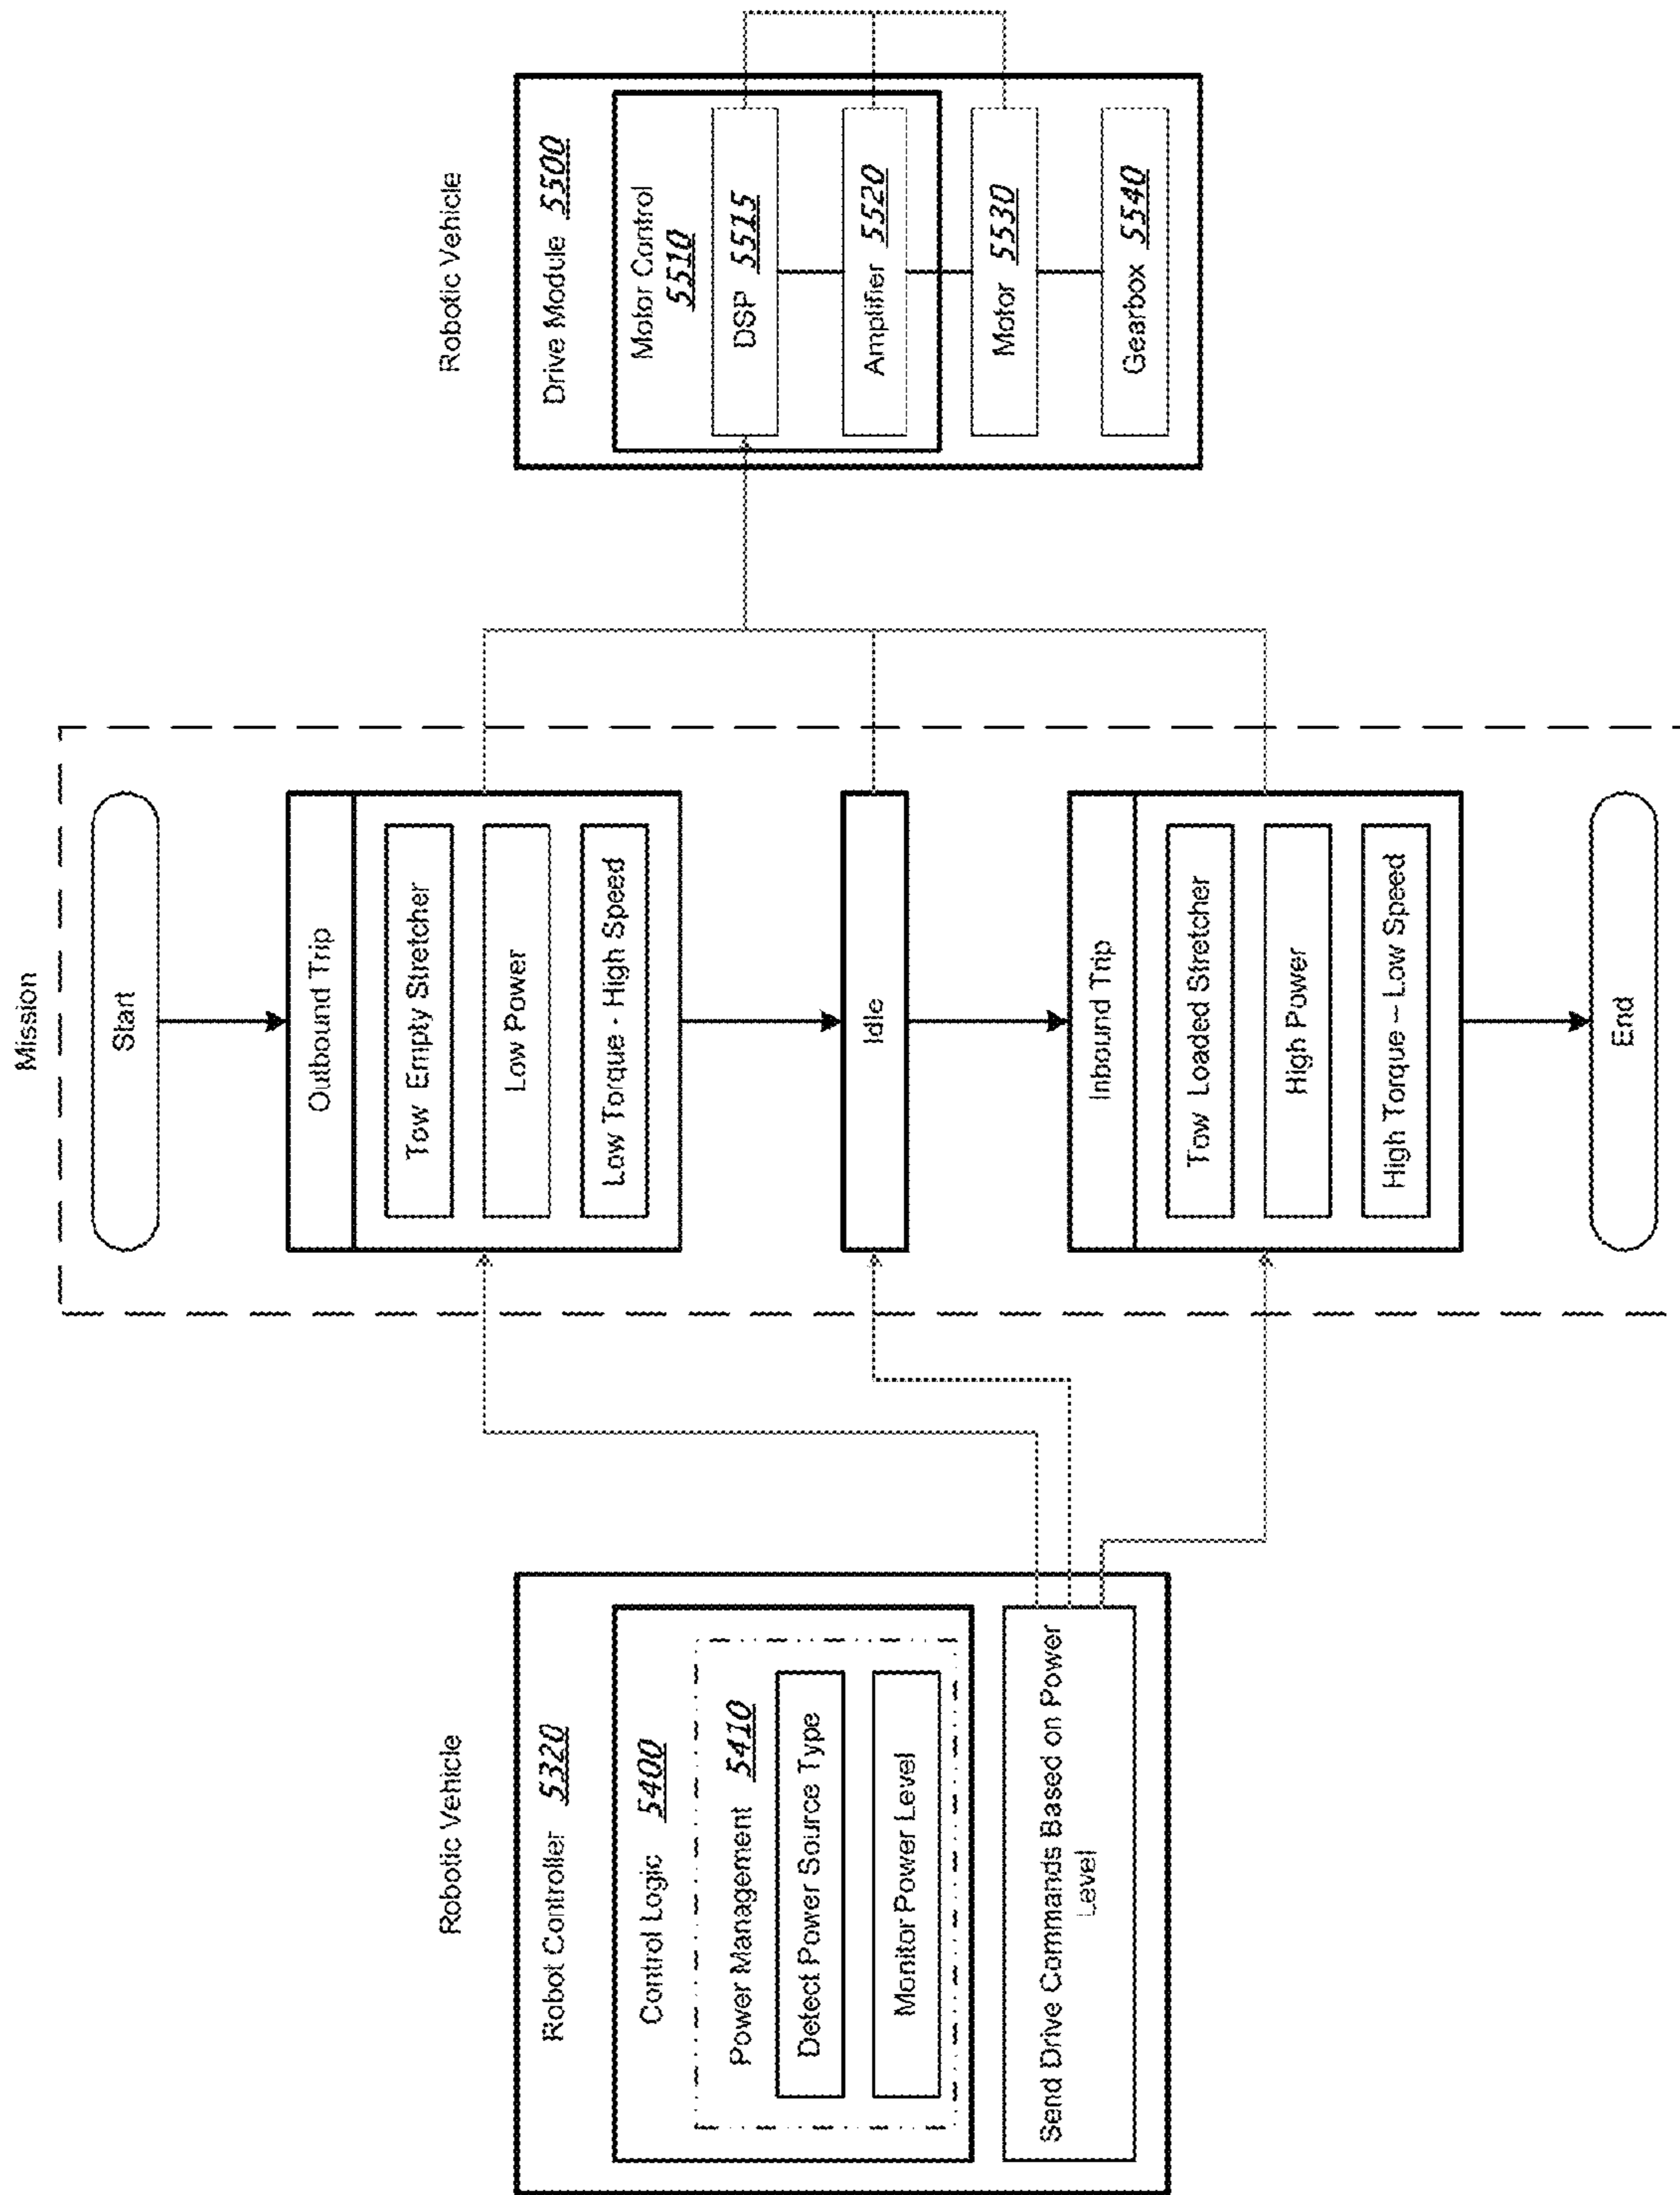 Robotic Vehicle
Robot Controller 5320
Control Logic 5400
Power Management 5410
Detect Power Source Type
Monitor Power Level
Send Drive Commands Based on Power
Level
Mission
Start
Outbound Trip
Tow Empty Stretcher
Low Power
Low Torque - High Speed
Idle
Inbound Trip
Tow Loaded Stretcher
High Power
High Torque – Low Speed
End
Robotic Vehicle
Drive Module 5500
Motor Control
5510
DSP 5515
Amplifier 5520
Motor 5530
Gearbox 5540